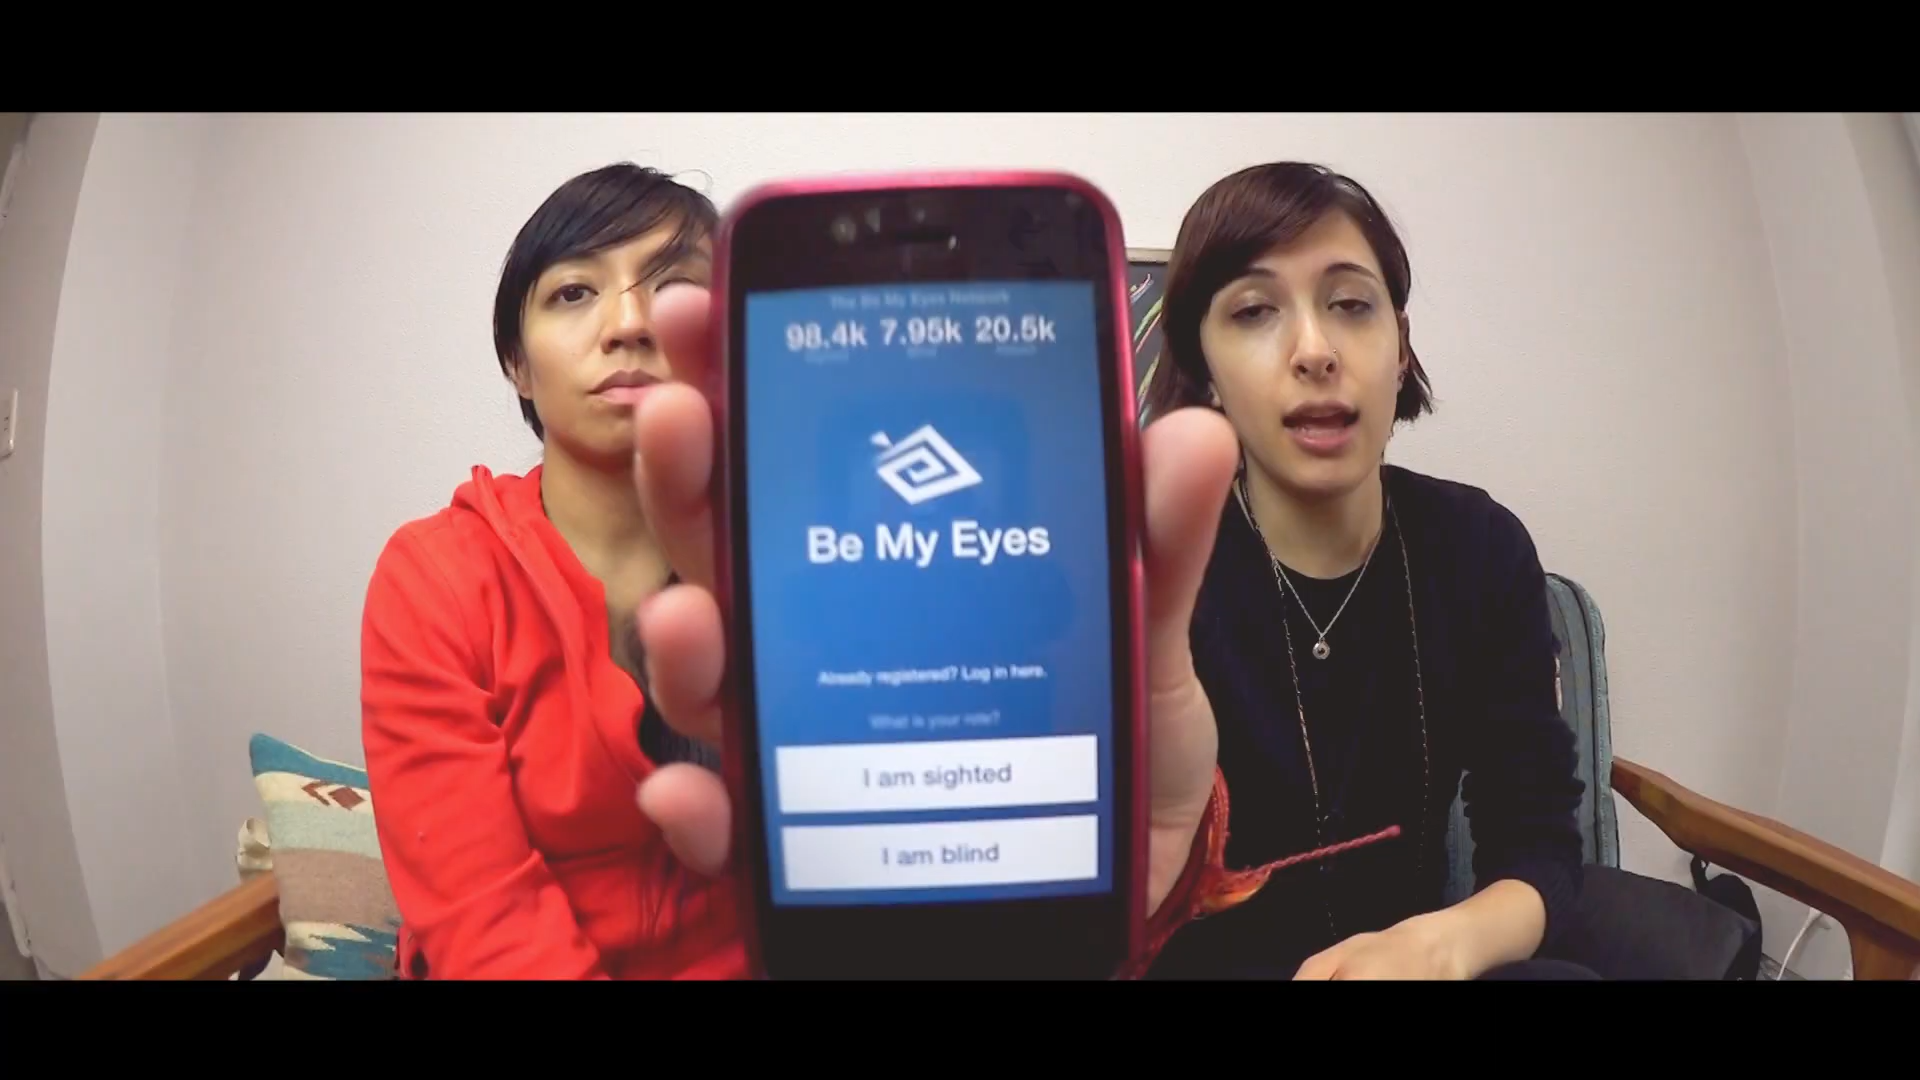 The Be My Eyes Network
98.4k 7.95k 20.5k
Be My Eyes
Already registered? Log in here.
What is your role?
I am sighted
I am blind